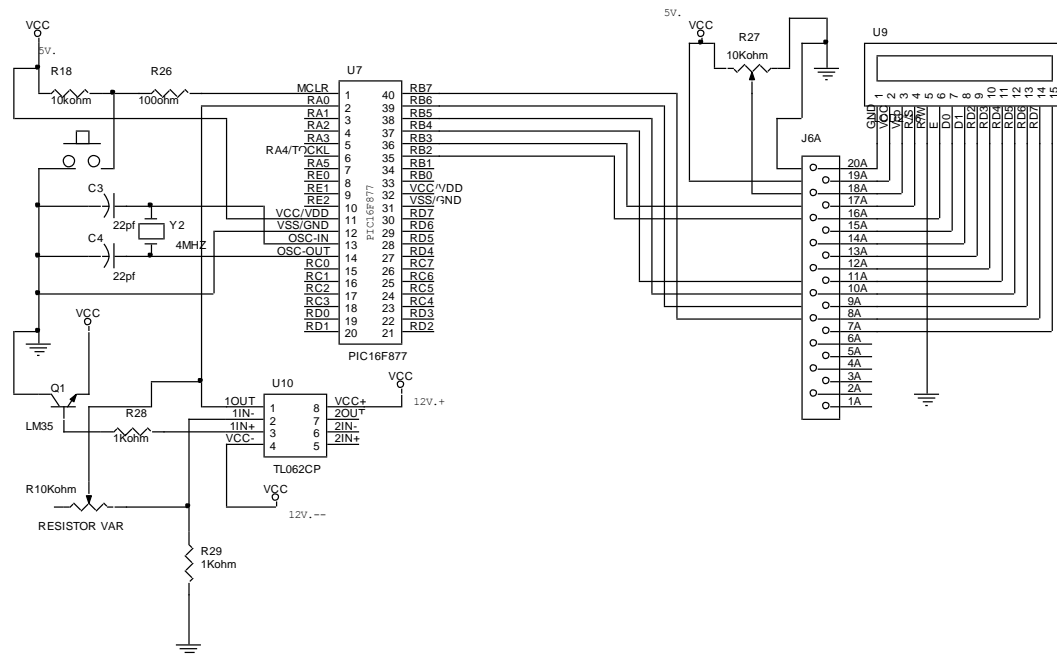 VCC
5V.
R18
10kohm
R26
100ohm
U7
MCLR 1 40 RB7
RA0 2 39 RB6
RA1 3 38 RB5
RA2 4 37 RB4
RA3 5 36 RB3
RA4/TOCKL 6 35 RB2
RA5 7 34 RB1
RE0 8 33 RB0
RE1 9 32 VCC/VDD
RE2 10 31 VSS/GND
VCC/VDD 11 30 RD7
VSS/GND 12 29 RD6
OSC-IN 13 28 RD5
OSC-OUT 14 27 RD4
RC0 15 26 RC7
RC1 16 25 RC6
RC2 17 24 RC5
RC3 18 23 RC4
RD0 19 22 RD3
RD1 20 21 RD2
PIC16F877
PIC16F877
C3
22pf
Y2
4MHZ
C4
22pf
VCC
Q1
LM35
R28
1Kohm
U10
1OUT 1 8 VCC+
1IN- 2 7 2OUT
1IN+ 3 6 2IN-
VCC- 4 5 2IN+
TL062CP
VCC
12V.+
VCC
12V.--
R10Kohm
RESISTOR VAR
R29
1Kohm
5V.
VCC
R27
10Kohm
U9
1 2 3 4 5 6 7 8 9 10 11 12 13 14 15
GND VCC R/S R/W E D0 D1 RD2 RD3 RD4 RD5 RD6 RD7
J6A
20A
19A
18A
17A
16A
15A
14A
13A
12A
11A
10A
9A
8A
7A
6A
5A
4A
3A
2A
1A